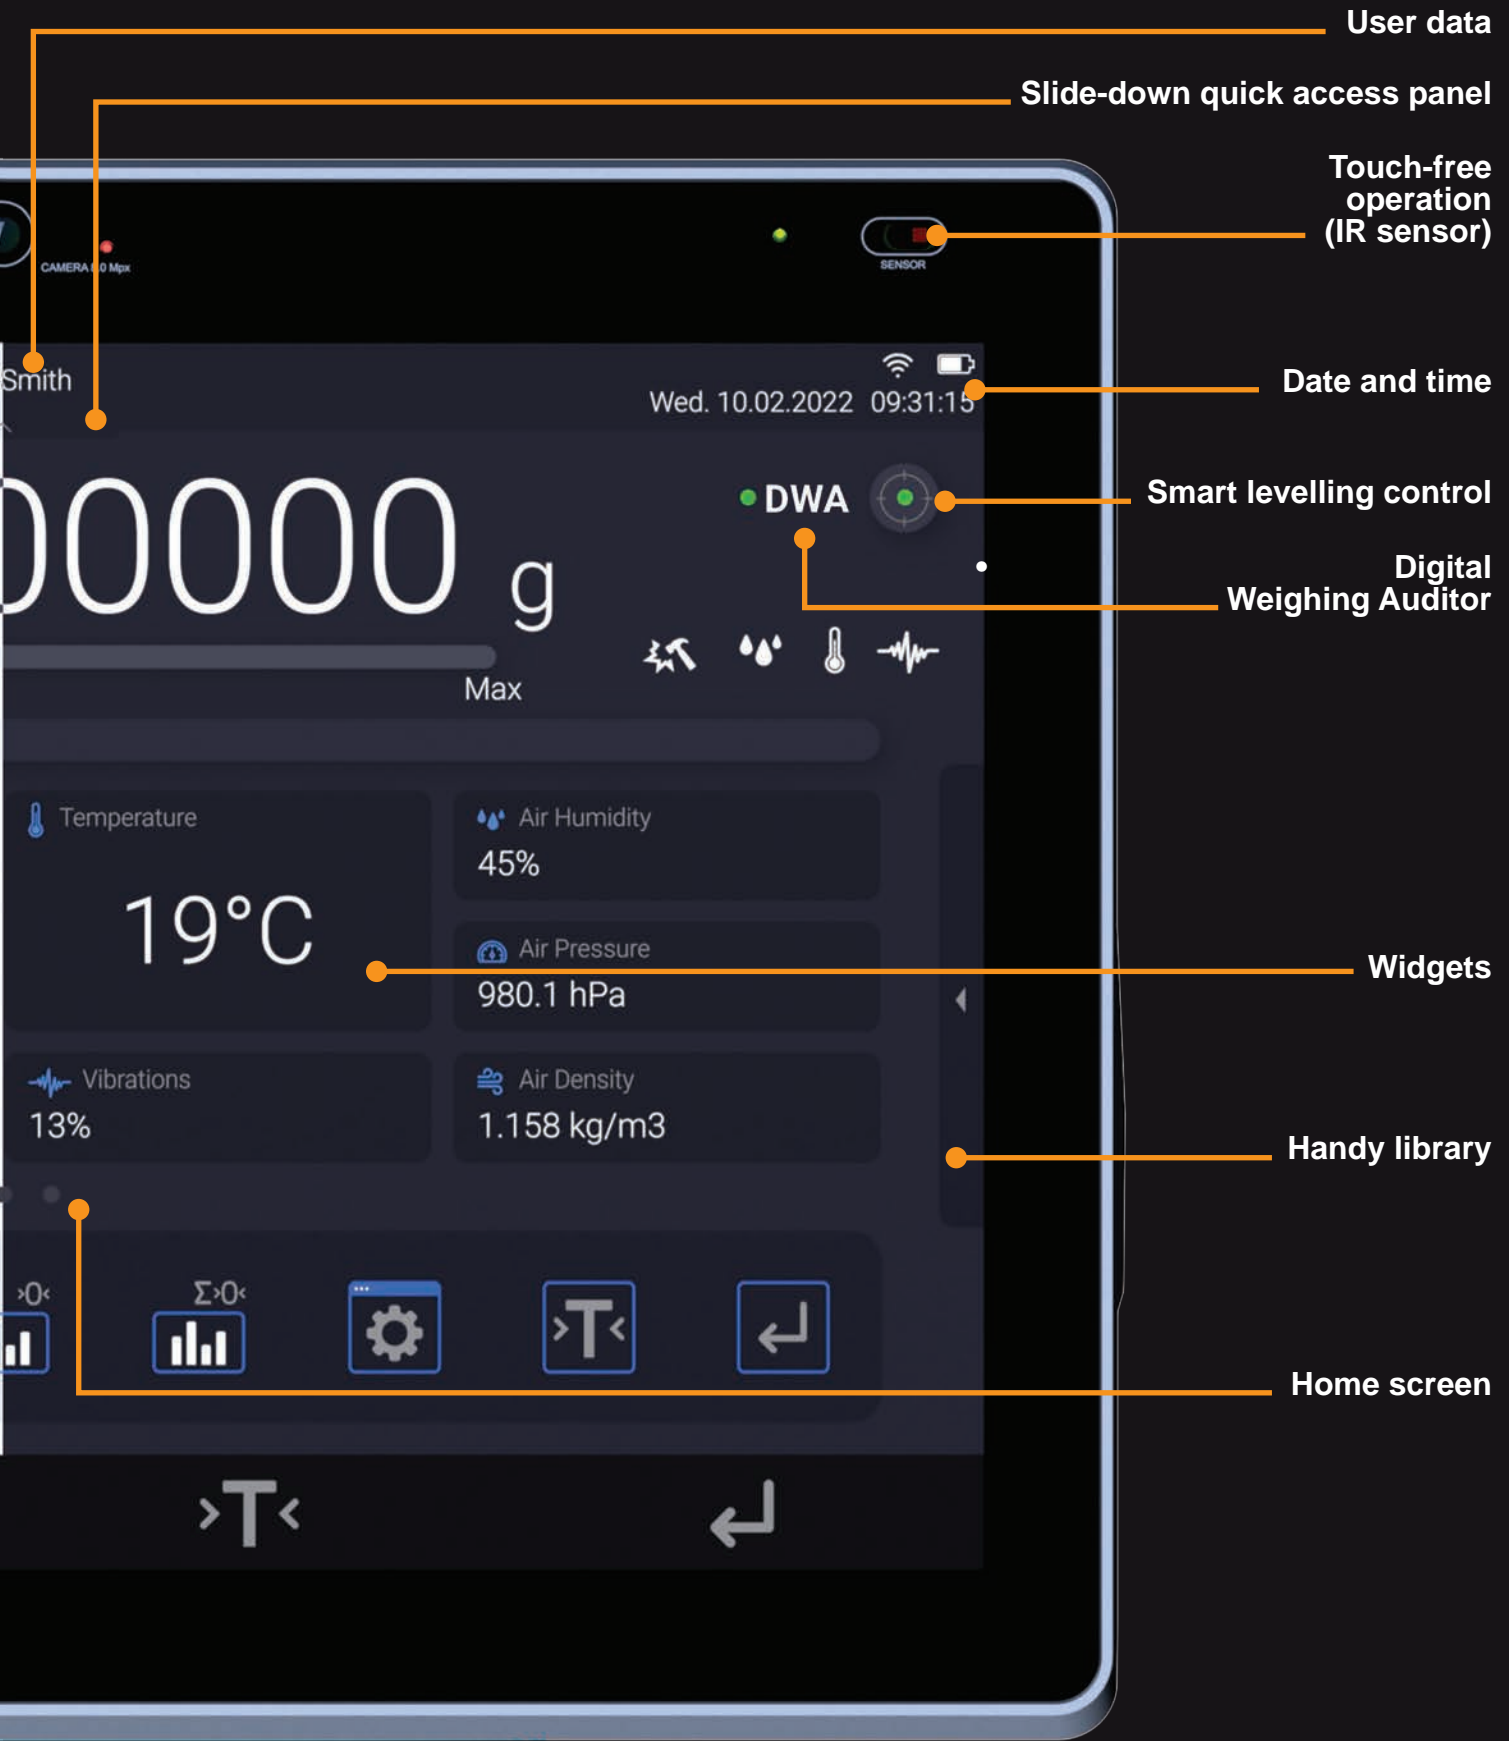 User data
Slide-down quick access panel
Touch-free
operation
(IR sensor)
SENSOR
Smith
Date and time
Wed. 10.02.2022 09:31:15
00000 g
DWA
Smart levelling control
Digital
Weighing Auditor
Max
Temperature
19°C
Air Humidity
45%
Air Pressure
980.1 hPa
Widgets
Vibrations
13%
Air Density
1.158 kg/m3
Handy library
›0‹
Σ›0‹
›T‹
Home screen
›T‹